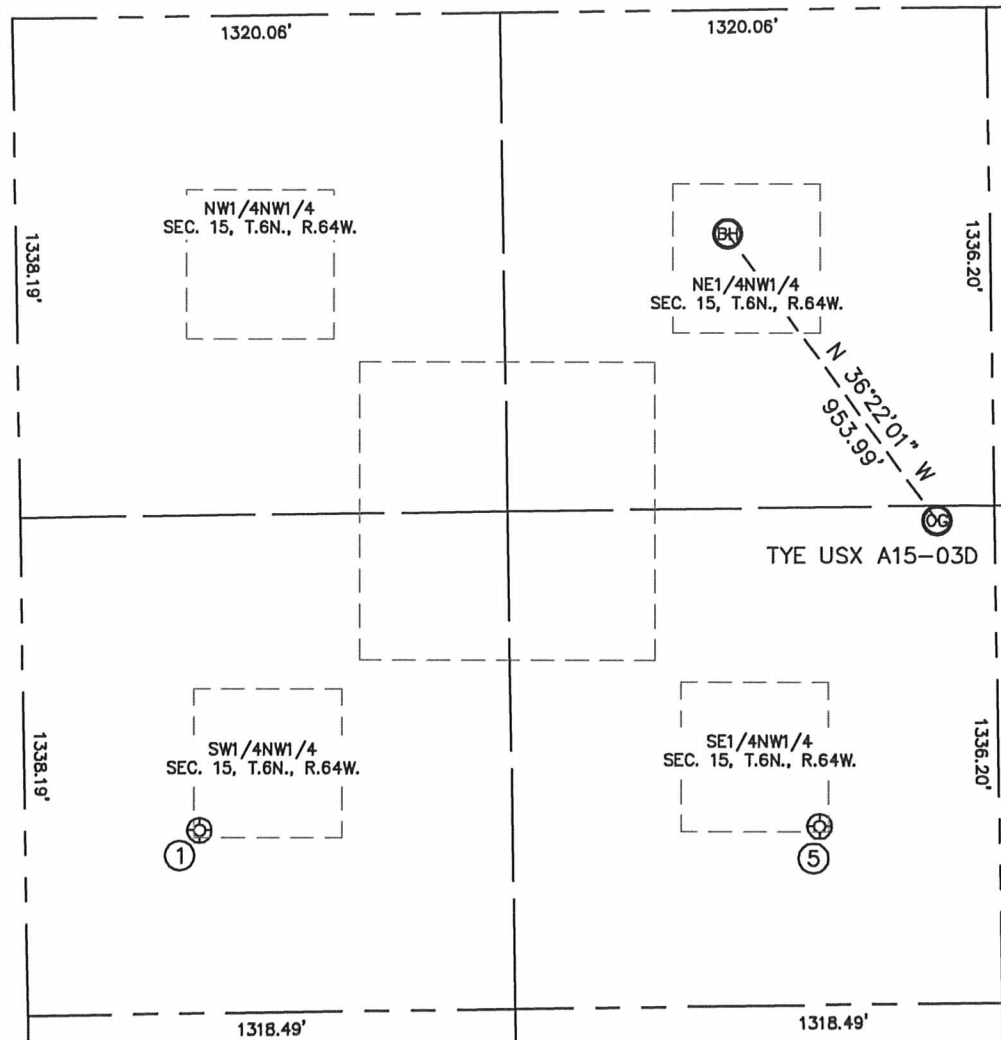 1320.06'
1320.06'
NW1/4NW1/4
SEC. 15, T.6N., R.64W.
1338.19'
BH
1336.20'
NE1/4NW1/4
SEC. 15, T.6N., R.64W.
N 36°22'01" W
953.99'
OG
TYE USX A15-03D
1338.19'
SW1/4NW1/4
SEC. 15, T.6N., R.64W.
SE1/4NW1/4
SEC. 15, T.6N., R.64W.
1336.20'
1
5
1318.49'
1318.49'